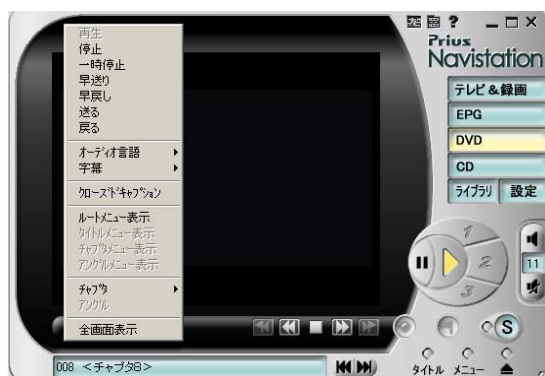 再生
停止
一時停止
早送り
早戻し
送る
戻る
オーディオ言語
字幕
クローズドキャプション
ルートメニュー表示
タイトルメニュー表示
チャプタメニュー表示
アングルメニュー表示
チャプタ
アングル
全画面表示
008 <チャプタ8>
?
Prius
Navistation
テレビ&録画
EPG
DVD
CD
ライブラリ 設定
1
2
3
11
S
タイトル メニュー